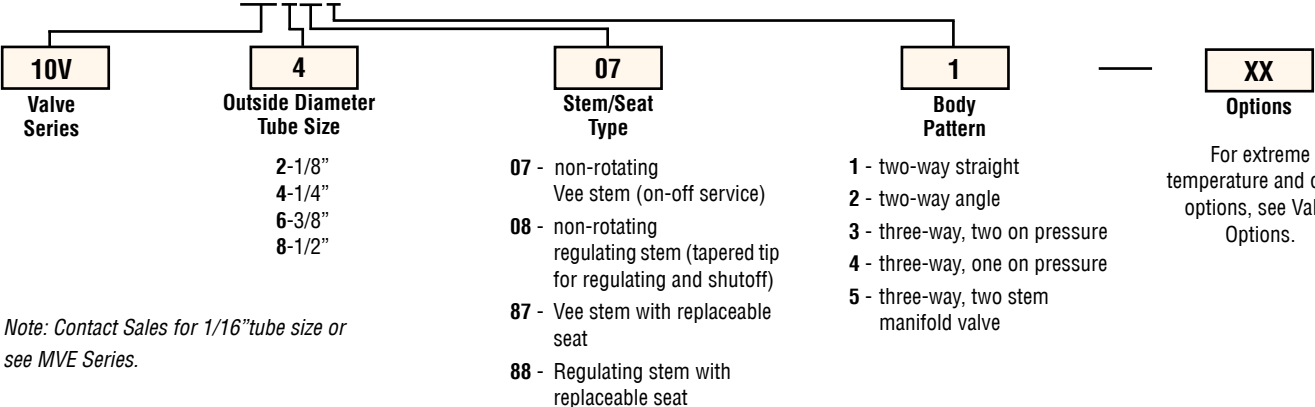 10V
Valve
Series
4
Outside Diameter
Tube Size
2-1/8”
4-1/4”
6-3/8”
8-1/2”
Note: Contact Sales for 1/16”tube size or
see MVE Series.
07
Stem/Seat
Type
07 - non-rotating
Vee stem (on-off service)
08 - non-rotating
regulating stem (tapered tip
for regulating and shutoff)
87 - Vee stem with replaceable
seat
88 - Regulating stem with
replaceable seat
1
Body
Pattern
1 - two-way straight
2 - two-way angle
3 - three-way, two on pressure
4 - three-way, one on pressure
5 - three-way, two stem
manifold valve
XX
Options
For extreme
temperature and
options, see
Options.